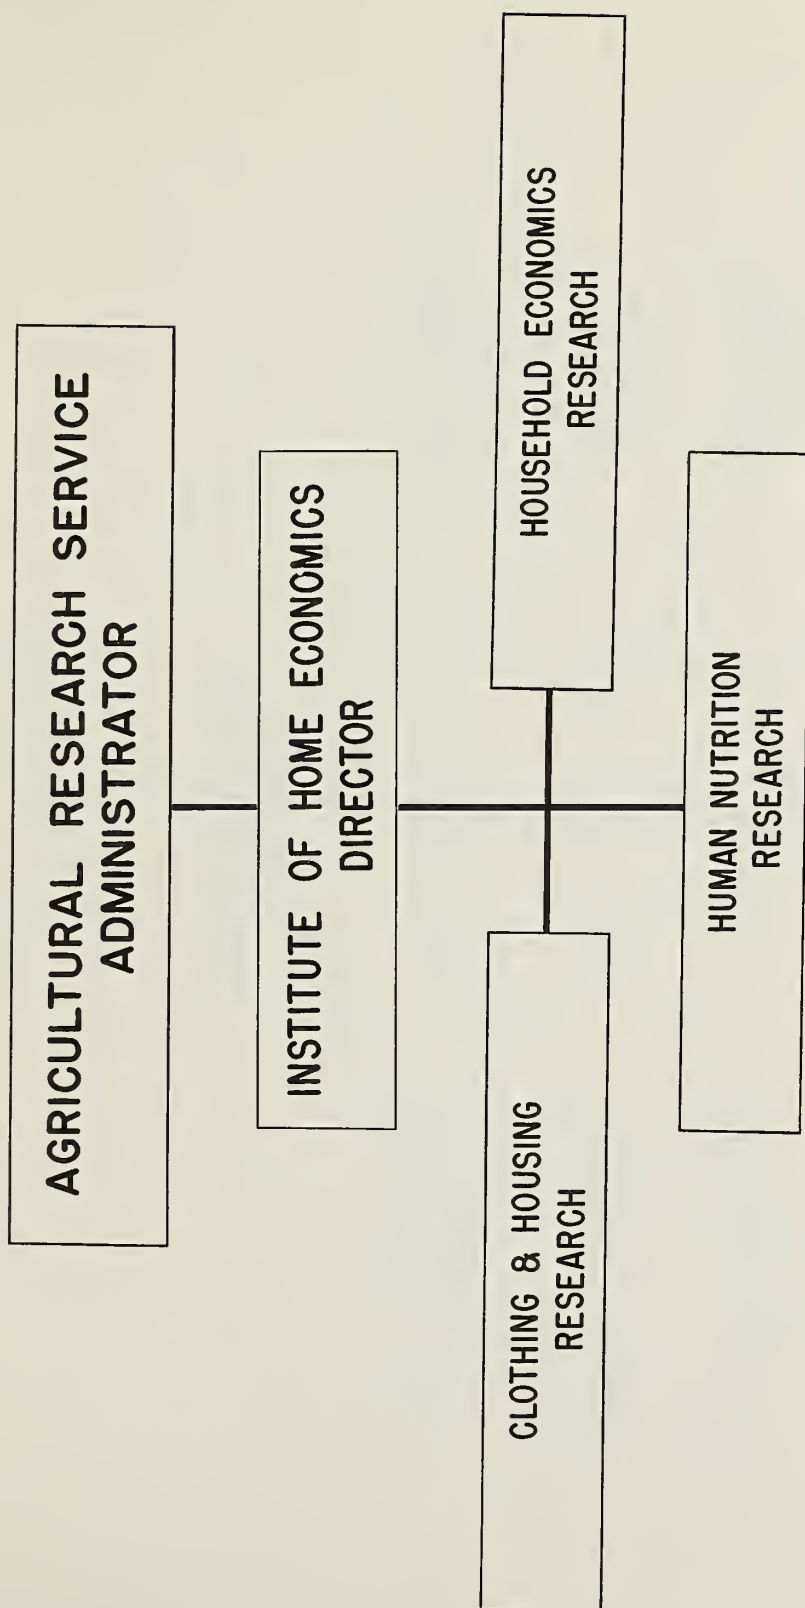 AGRICULTURAL RESEARCH SERVICE
ADMINISTRATOR
INSTITUTE OF HOME ECONOMICS
DIRECTOR
CLOTHING & HOUSING
RESEARCH
HOUSEHOLD ECONOMICS
RESEARCH
HUMAN NUTRITION
RESEARCH